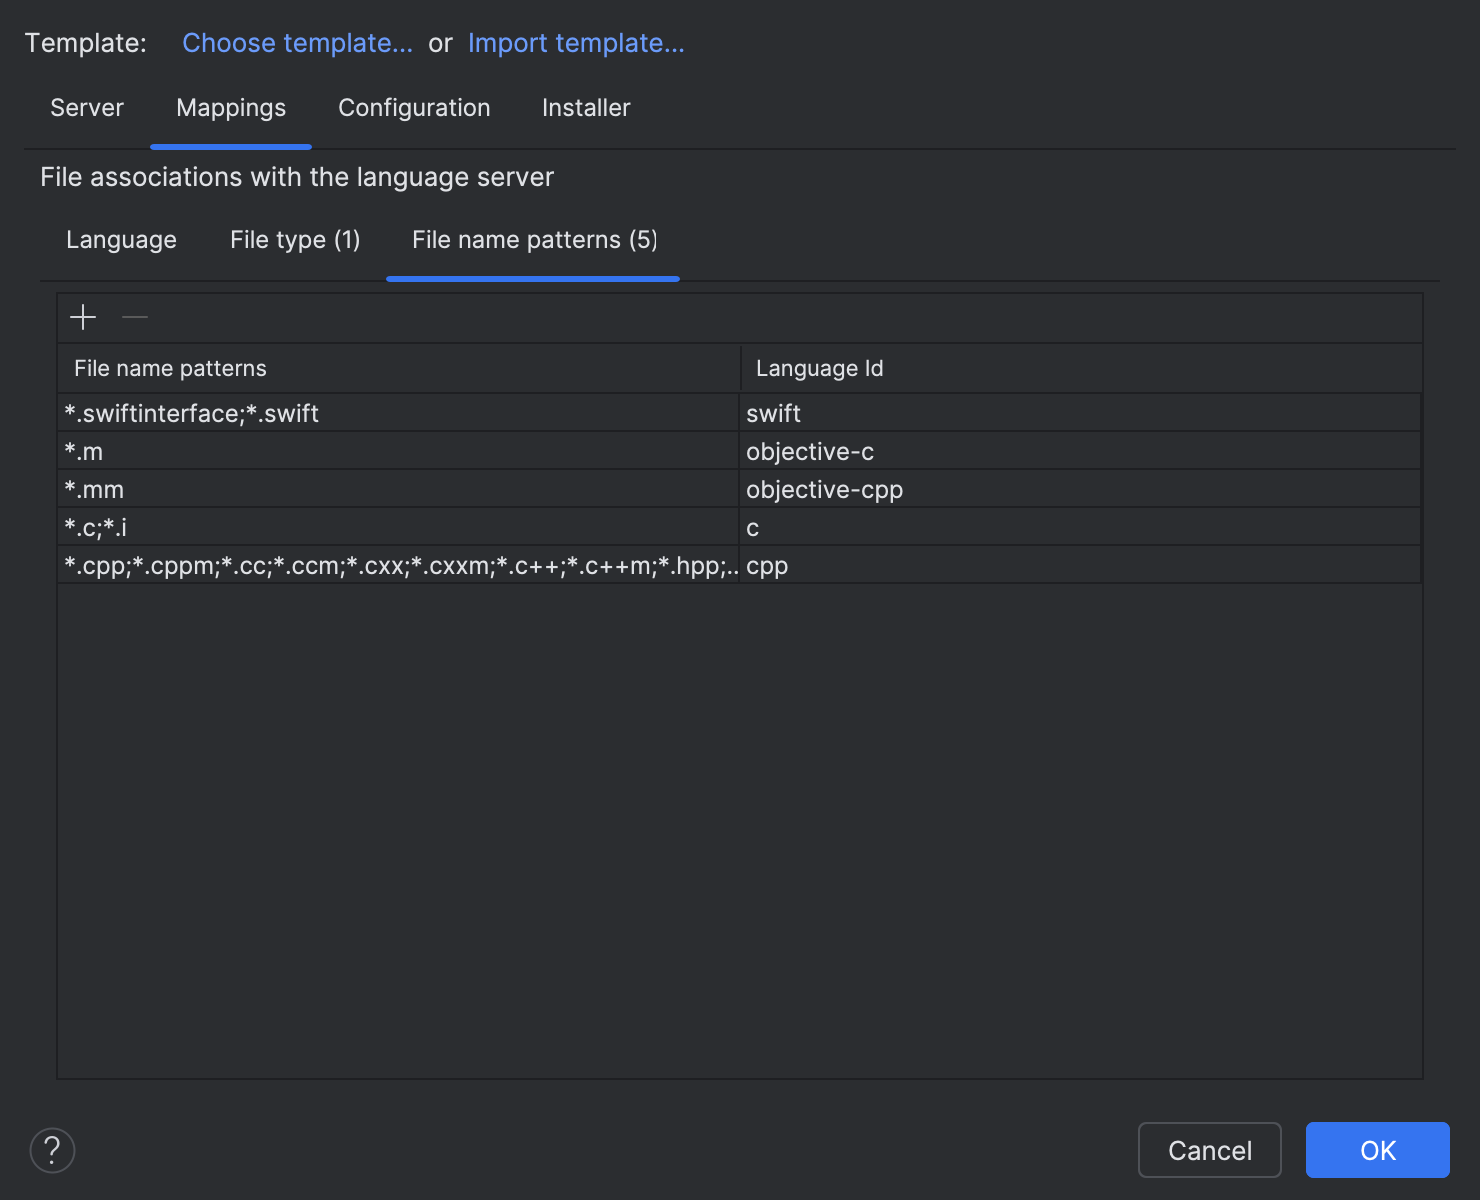 Template: Choose template... or Import template...
Server Mappings Configuration Installer
File associations with the language server
Language File type (1) File name patterns (5)
File name patterns Language Id
*.swiftinterface;*.swift swift
*.m objective-c
*.mm objective-cpp
*.c;*.i c
*.cpp;*.cppm;*.cc;*.ccm;*.cxx;*.cxxm;*.c++;*.c++m;*.hpp;.. cpp
? Cancel OK